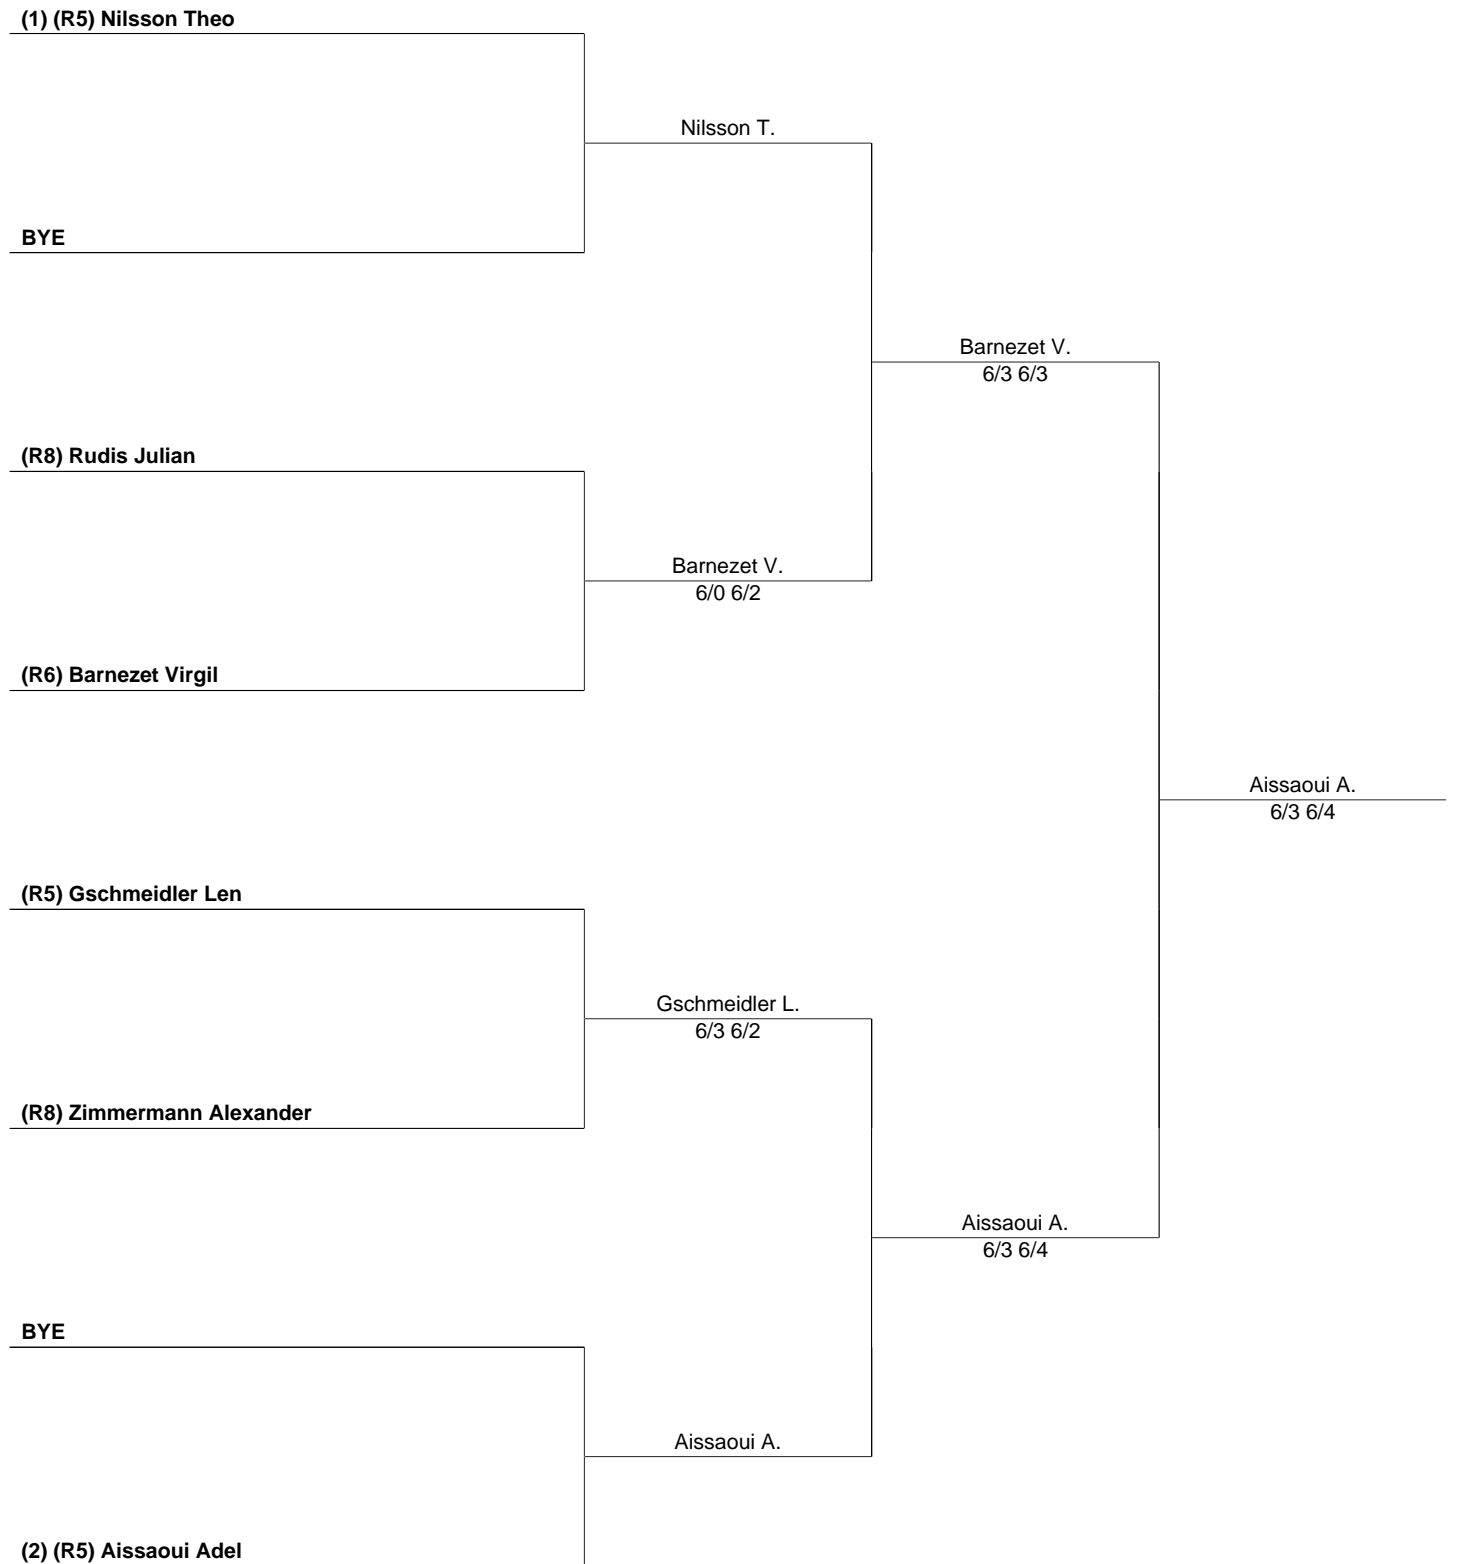 (1) (R5) Nilsson Theo
Nilsson T.
BYE
Barnezet V.
6/3 6/3
(R8) Rudis Julian
Barnezet V.
6/0 6/2
(R6) Barnezet Virgil
Aissaoui A.
6/3 6/4
(R5) Gschmeidler Len
Gschmeidler L.
6/3 6/2
(R8) Zimmermann Alexander
Aissaoui A.
6/3 6/4
BYE
Aissaoui A.
(2) (R5) Aissaoui Adel